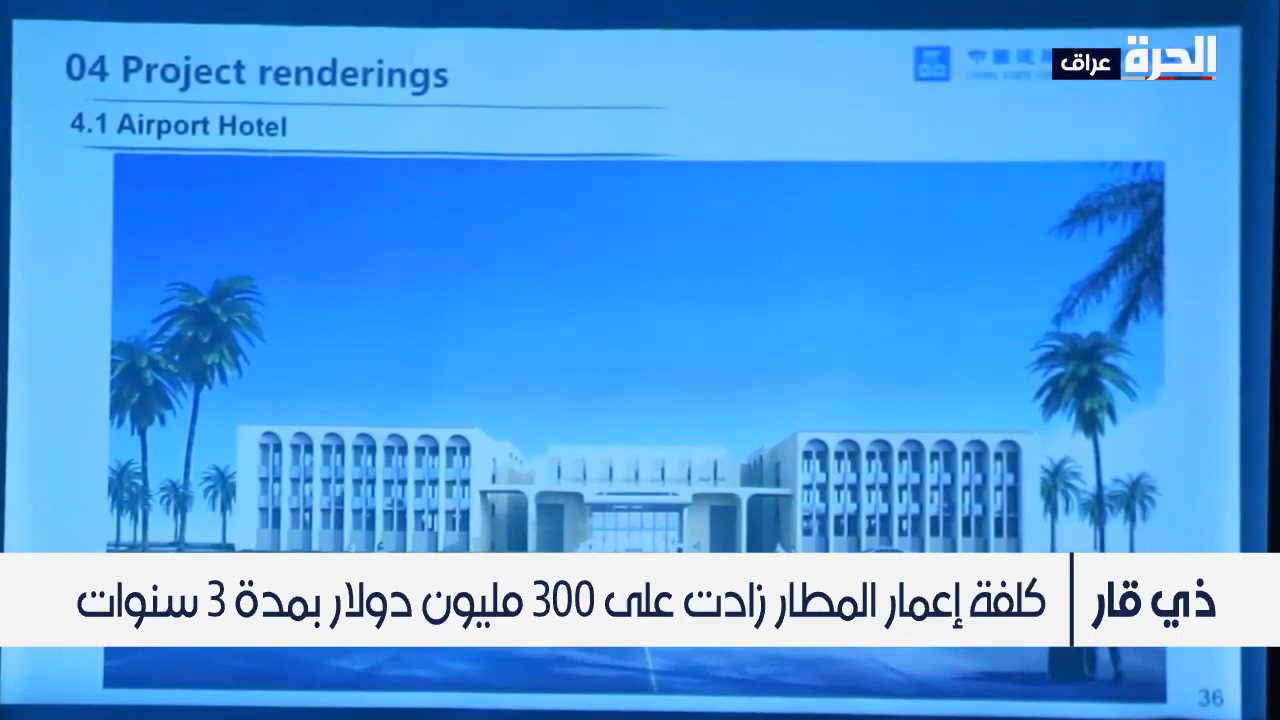 04 Project renderings
4.1 Airport Hotel
الحرة
عراق
ذي قار
كلفة إعمار المطار زادت على 300 مليون دولار بمدة 3 سنوات
36